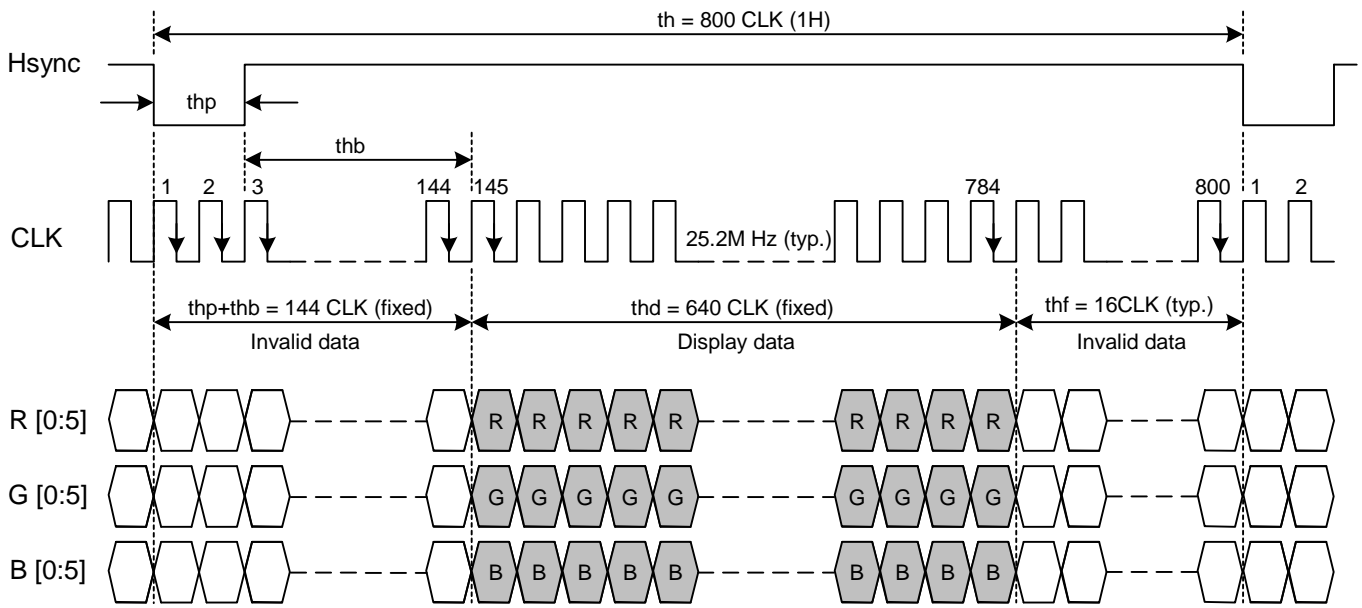 th = 800 CLK (1H)
Hsync
thp
thb
1 2 3 144 145 784 800 1 2
CLK
25.2M Hz (typ.)
thp+thb = 144 CLK (fixed) thd = 640 CLK (fixed) thf = 16CLK (typ.)
Invalid data Display data Invalid data
R [0:5] R R R R R R R R R
G [0:5] G G G G G G G G G
B [0:5] B B B B B B B B B